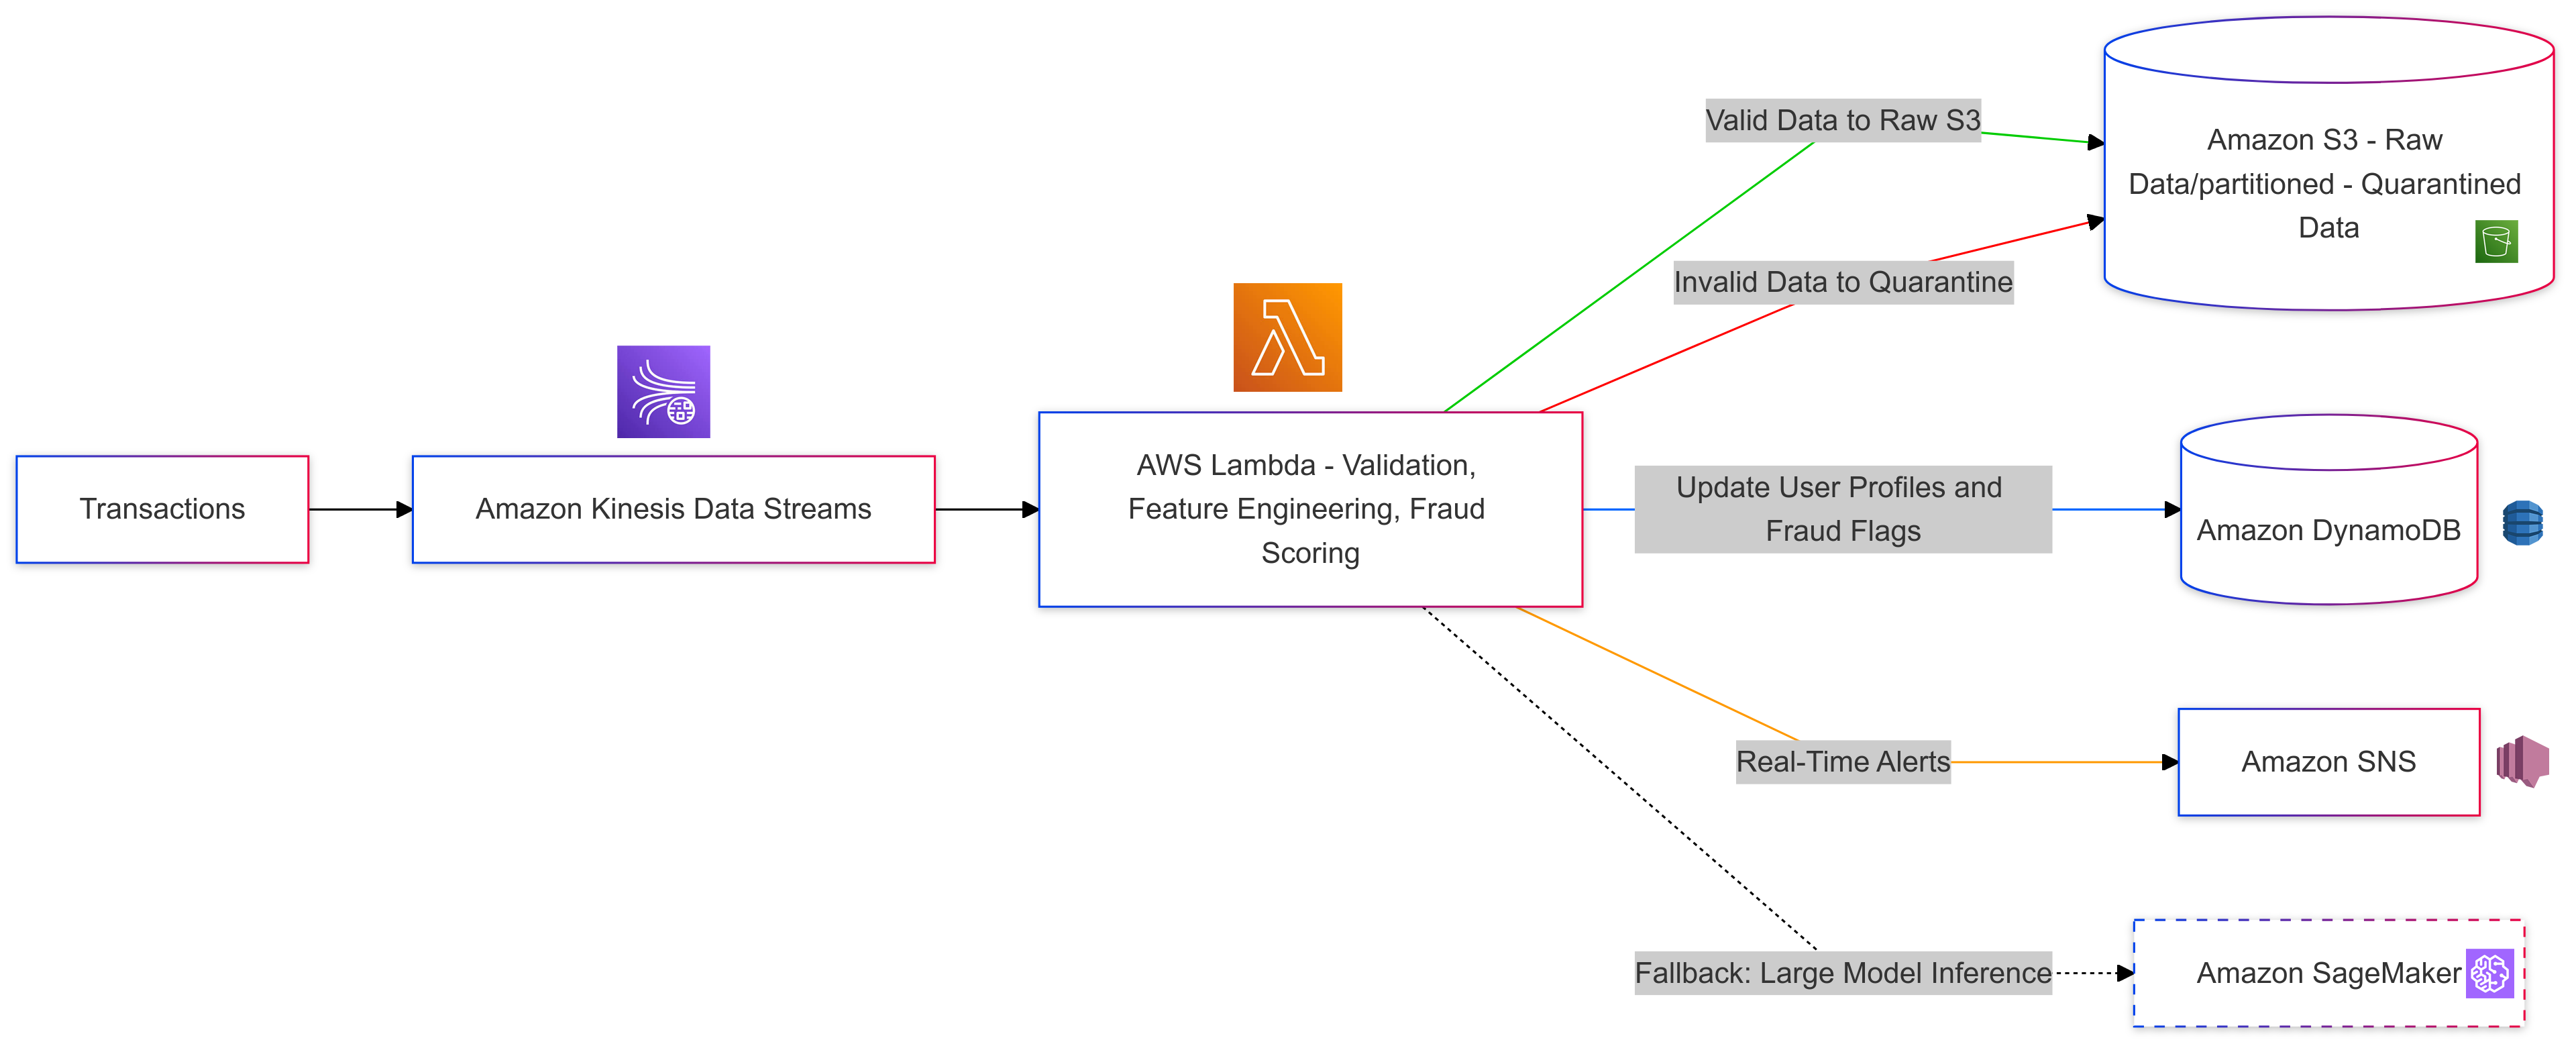 Transactions
Amazon Kinesis Data Streams
AWS Lambda - Validation,
Feature Engineering, Fraud
Scoring
Valid Data to Raw S3
Invalid Data to Quarantine
Update User Profiles and
Fraud Flags
Real-Time Alerts
Fallback: Large Model Inference
Amazon S3 - Raw
Data/partitioned - Quarantined
Data
Amazon DynamoDB
Amazon SNS
Amazon SageMaker